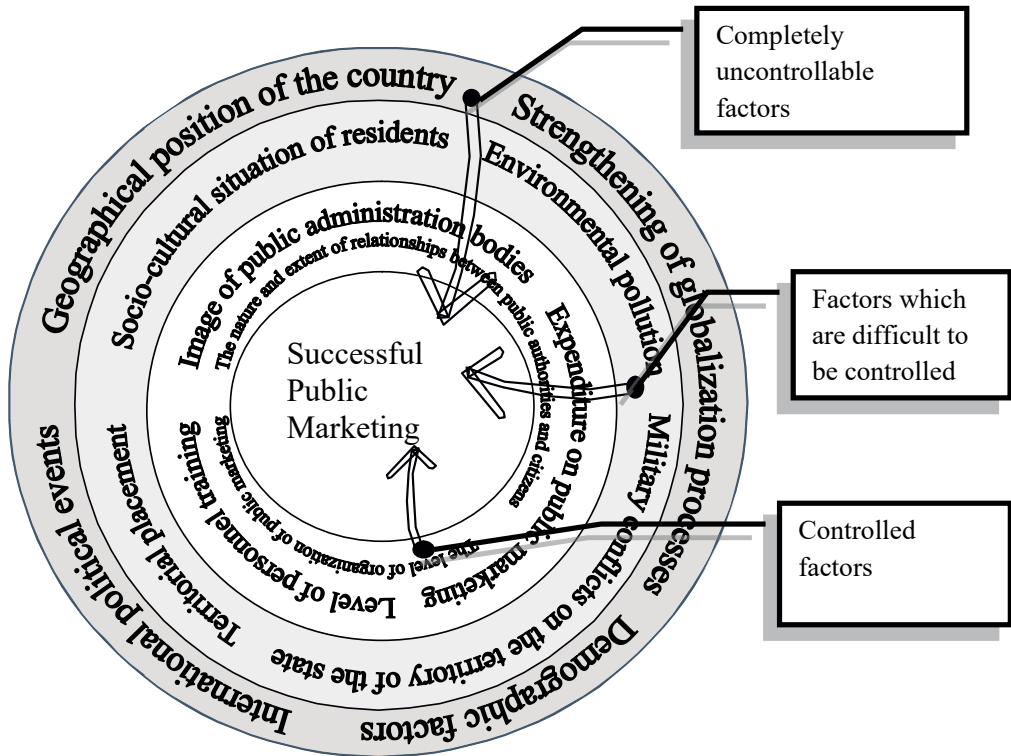 Completely
uncontrollable
factors
Geographical position of the country
Strengthening of globalization processes
Demographic factors
International political events
Socio-cultural situation of residents
Environmental pollution
Military conflicts on the territory of the state
Territorial placement
Image of public administration bodies
Expenditure on public marketing
Level of personnel training
The nature and extent of relationships between public authorities and citizens
The level of organization of public marketing
Successful
Public
Marketing
Factors which
are difficult to
be controlled
Controlled
factors